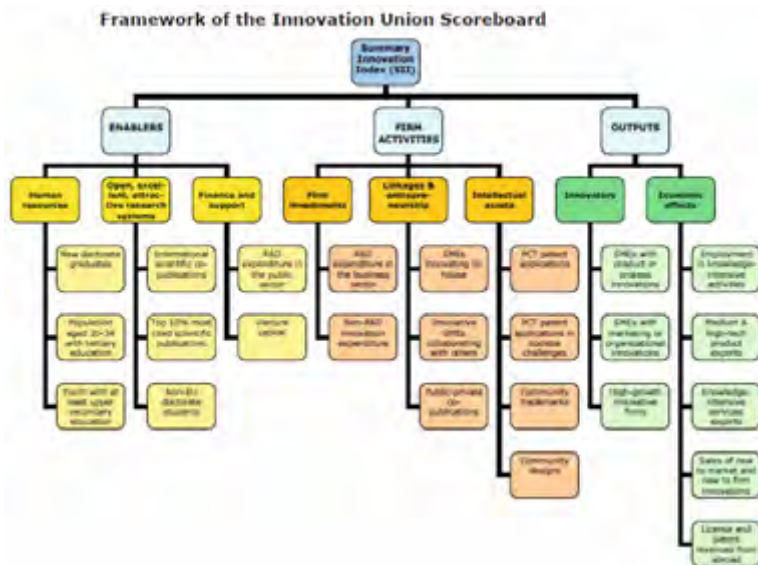 Framework of the Innovation Union Scoreboard
Summary
Innovation
Index (SII)
ENABLERS
FIRM
ACTIVITIES
OUTPUTS
Human
resources
Open, excel-
lent, attrac-
tive research
systems
Finance and
support
Firm
investments
Linkages &
entrepre-
neurship
Intellectual
assets
Innovators
Economic
effects
New doctorate
graduates
International
scientific co-
publications
R&D
expenditure in
the public
sector
R&D
expenditure in
the business
sector
SMEs
innovating in-
house
PCT patent
applications
SMEs with
product or
process
innovations
Employment
in knowledge-
intensive
activities
Population
aged 30-34
with tertiary
education
Top 10% most
cited scientific
publications
Venture
capital
Non-R&D
innovation
expenditure
Innovative
SMEs
collaborating
with others
PCT patent
applications in
societal
challenges
SMEs with
marketing or
organisational
innovations
Medium &
high-tech
product
exports
Youth with at
least upper
secondary
education
Non-EU
doctorate
students
Public-private
co-
publications
Community
trademarks
High-growth
innovative
firms
Knowledge-
intensive
services
exports
Community
designs
Sales of new
to market and
new to firm
innovations
License and
patent
revenues from
abroad